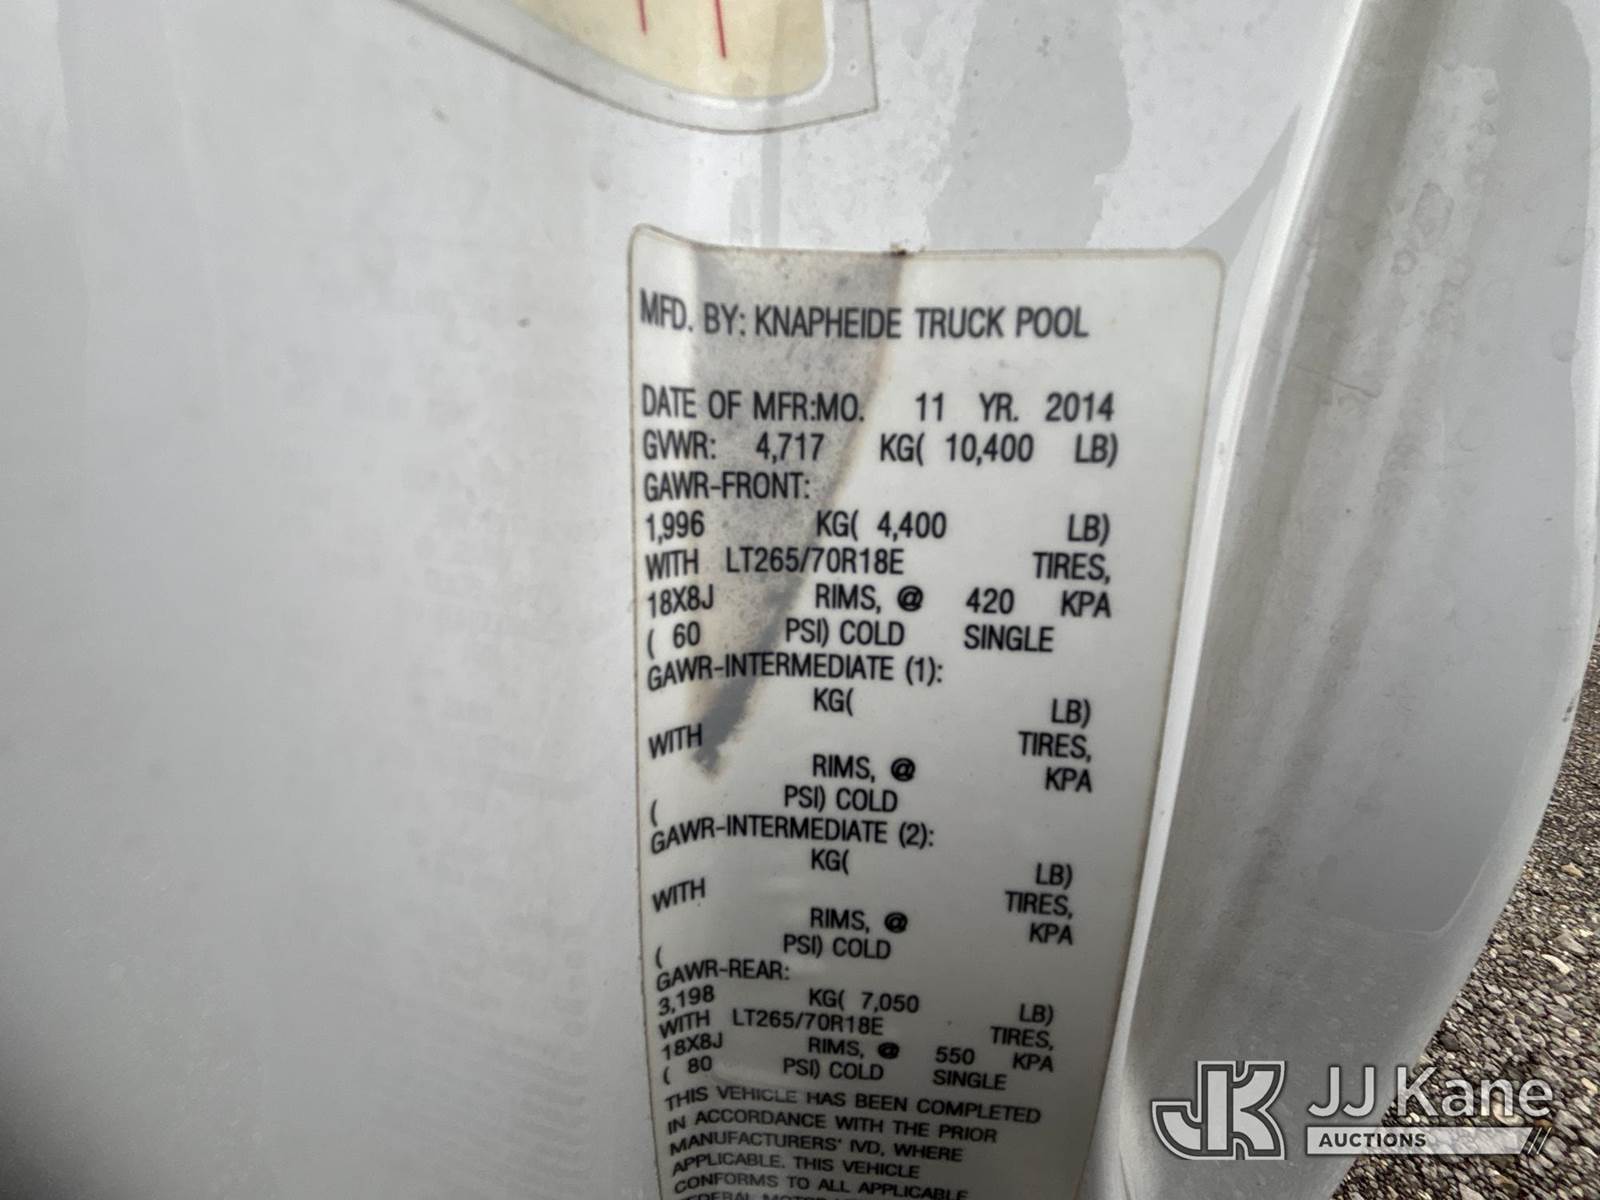 MFD. BY: KNAPHEIDE TRUCK POOL
DATE OF MFR:MO. 11 YR. 2014
GVWR: 4,717 KG( 10,400 LB)
GAWR-FRONT:
1,996 KG( 4,400 LB)
WITH LT265/70R18E TIRES,
18X8J RIMS, @ 420 KPA
( 60 PSI) COLD SINGLE
GAWR-INTERMEDIATE (1):
KG( LB)
WITH TIRES,
RIMS, @ KPA
( PSI) COLD
GAWR-INTERMEDIATE (2):
KG( LB)
WITH TIRES,
RIMS, @ KPA
( PSI) COLD
GAWR-REAR:
3,198 KG( 7,050 LB)
WITH LT265/70R18E TIRES,
18X8J RIMS, @ 550 KPA
( 80 PSI) COLD SINGLE
THIS VEHICLE HAS BEEN COMPLETED
IN ACCORDANCE WITH THE PRIOR
MANUFACTURERS' IVD, WHERE
APPLICABLE. THIS VEHICLE
CONFORMS TO ALL APPLICABLE
JK JJ Kane
AUCTIONS